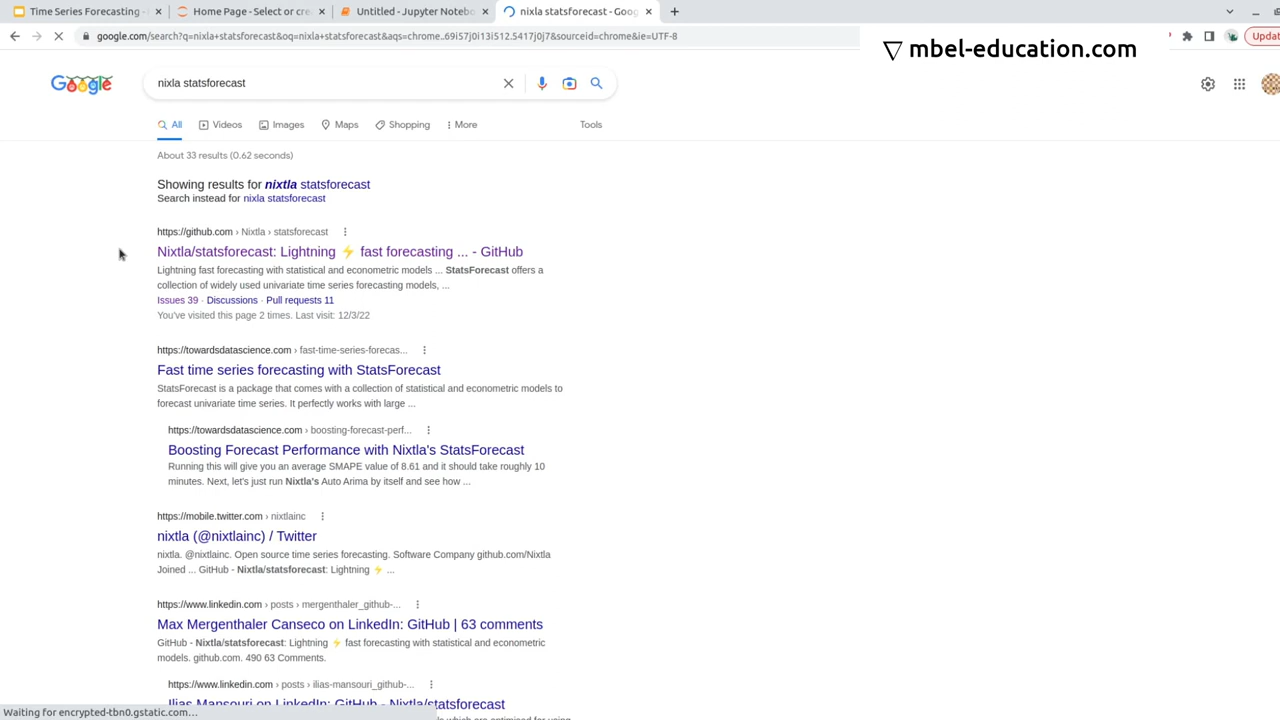 Time Series Forecasting -
Home Page - Select or cre
Untitled - Jupyter Notebo
nixla statsforecast - Goog
google.com/search?q=nixla+statsforecast&oq=nixla+statsforecast&aqs=chrome..69i57j0i13i512.5417j0j7&sourceid=chrome&ie=UTF-8
Updat
mbel-education.com
Google
nixla statsforecast
All
Videos
Images
Maps
Shopping
More
Tools
About 33 results (0.62 seconds)
Showing results for nixtla statsforecast
Search instead for nixla statsforecast
https://github.com › Nixtla › statsforecast
Nixtla/statsforecast: Lightning ⚡ fast forecasting ... - GitHub
Lightning fast forecasting with statistical and econometric models ... StatsForecast offers a
collection of widely used univariate time series forecasting models, ...
Issues 39 · Discussions · Pull requests 11
You've visited this page 2 times. Last visit: 12/3/22
https://towardsdatascience.com › fast-time-series-forecas...
Fast time series forecasting with StatsForecast
StatsForecast is a package that comes with a collection of statistical and econometric models to
forecast univariate time series. It perfectly works with large ...
https://towardsdatascience.com › boosting-forecast-perf...
Boosting Forecast Performance with Nixtla's StatsForecast
Running this will give you an average SMAPE value of 8.61 and it should take roughly 10
minutes. Next, let's just run Nixtla's Auto Arima by itself and see how ...
https://mobile.twitter.com › nixtlainc
nixtla (@nixtlainc) / Twitter
nixtla. @nixtlainc. Open source time series forecasting. Software Company github.com/Nixtla
Joined ... GitHub - Nixtla/statsforecast: Lightning ⚡ ...
https://www.linkedin.com › posts › mergenthaler_github-...
Max Mergenthaler Canseco on LinkedIn: GitHub | 63 comments
GitHub - Nixtla/statsforecast: Lightning ⚡ fast forecasting with statistical and econometric
models. github.com. 490 63 Comments.
https://www.linkedin.com › posts › ilias-mansouri_github-...
Ilias Mansouri on LinkedIn: GitHub - Nixtla/statsforecast
Waiting for encrypted-tbn0.gstatic.com...